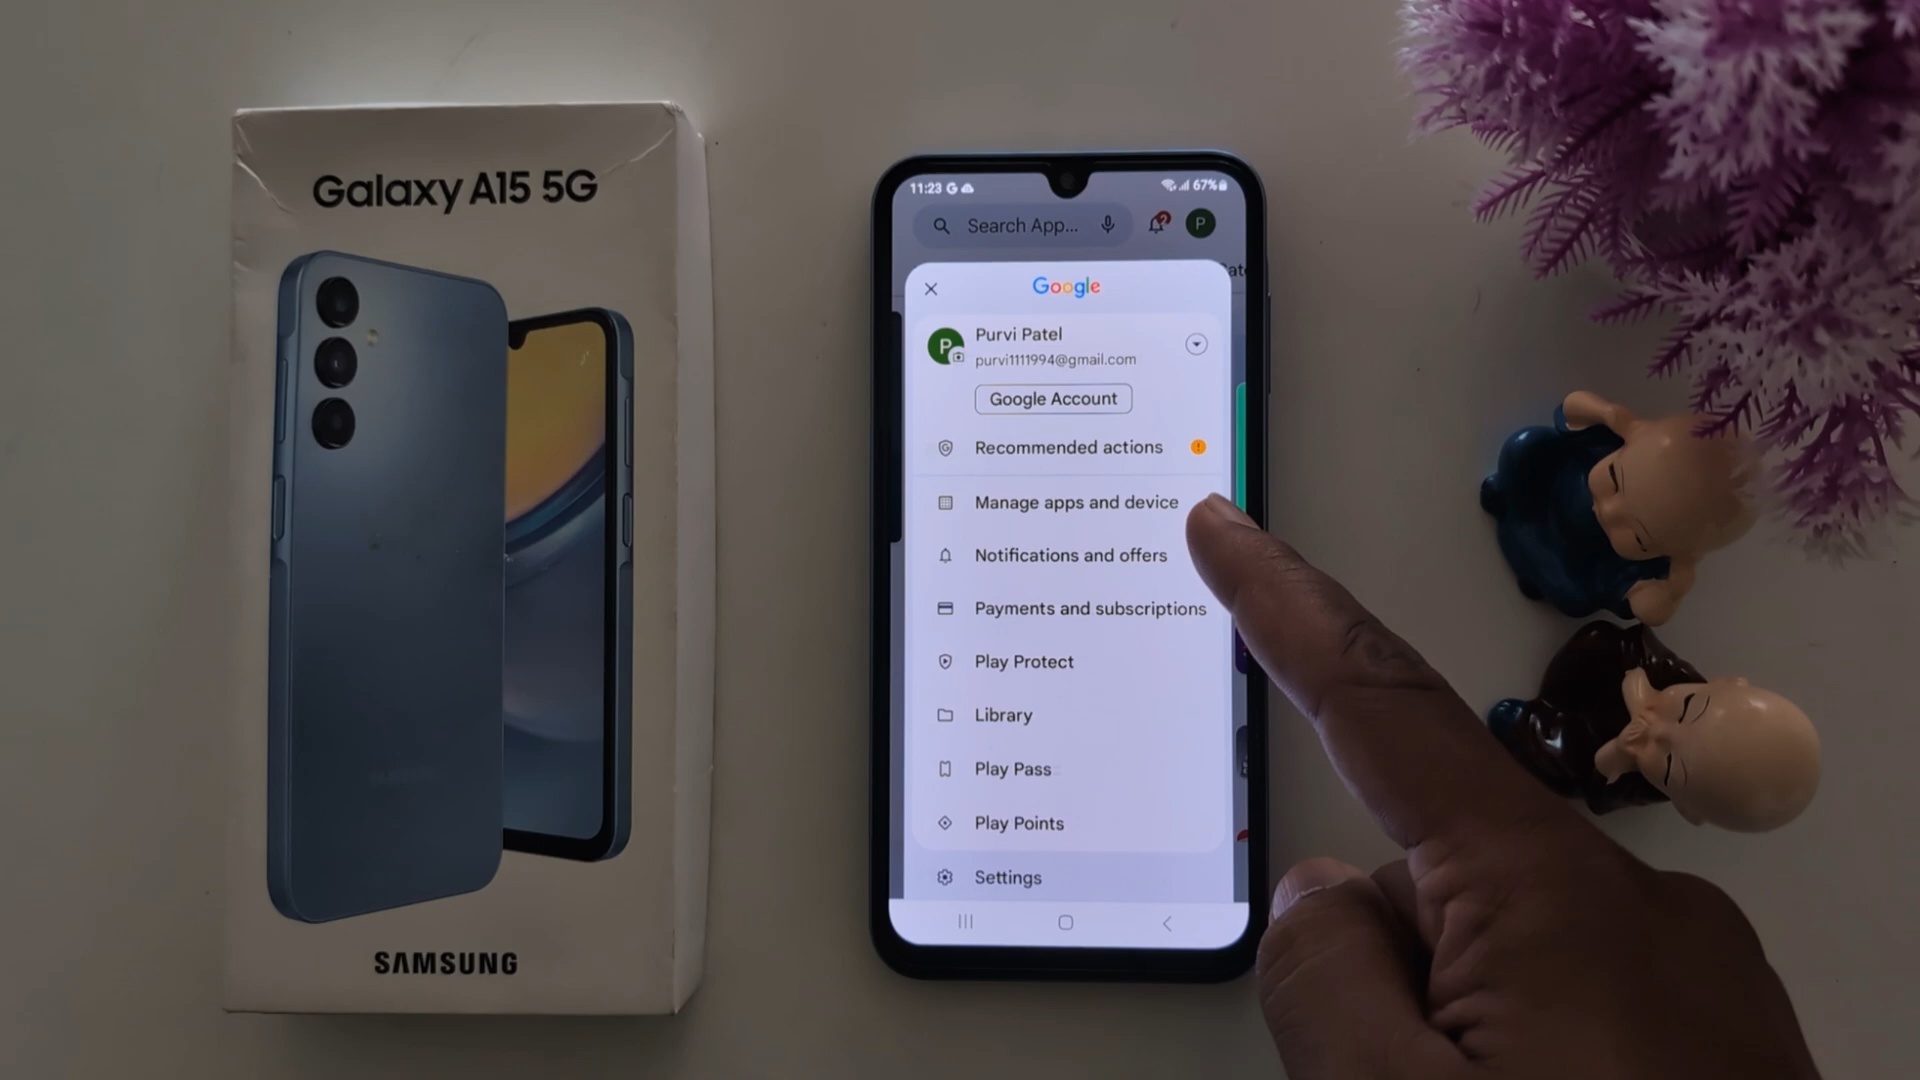 Galaxy A15 5G
SAMSUNG
11:23 G
67%
Search App...
2
P
Google
P
Purvi Patel
purvi1111994@gmail.com
Google Account
Recommended actions
Manage apps and device
Notifications and offers
Payments and subscriptions
Play Protect
Library
Play Pass
Play Points
Settings